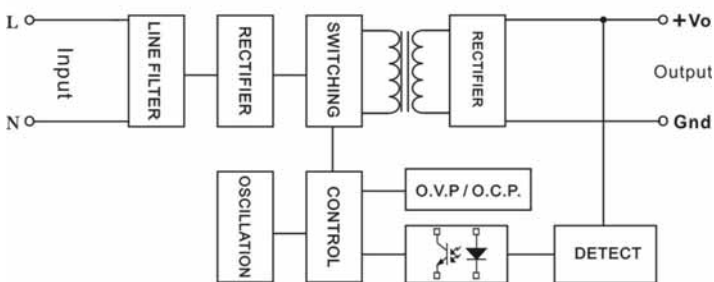 L
N
Input
LINE FILTER
RECTIFIER
SWITCHING
RECTIFIER
+Vo
Output
Gnd
OSCILLATION
CONTROL
O.V.P / O.C.P.
DETECT